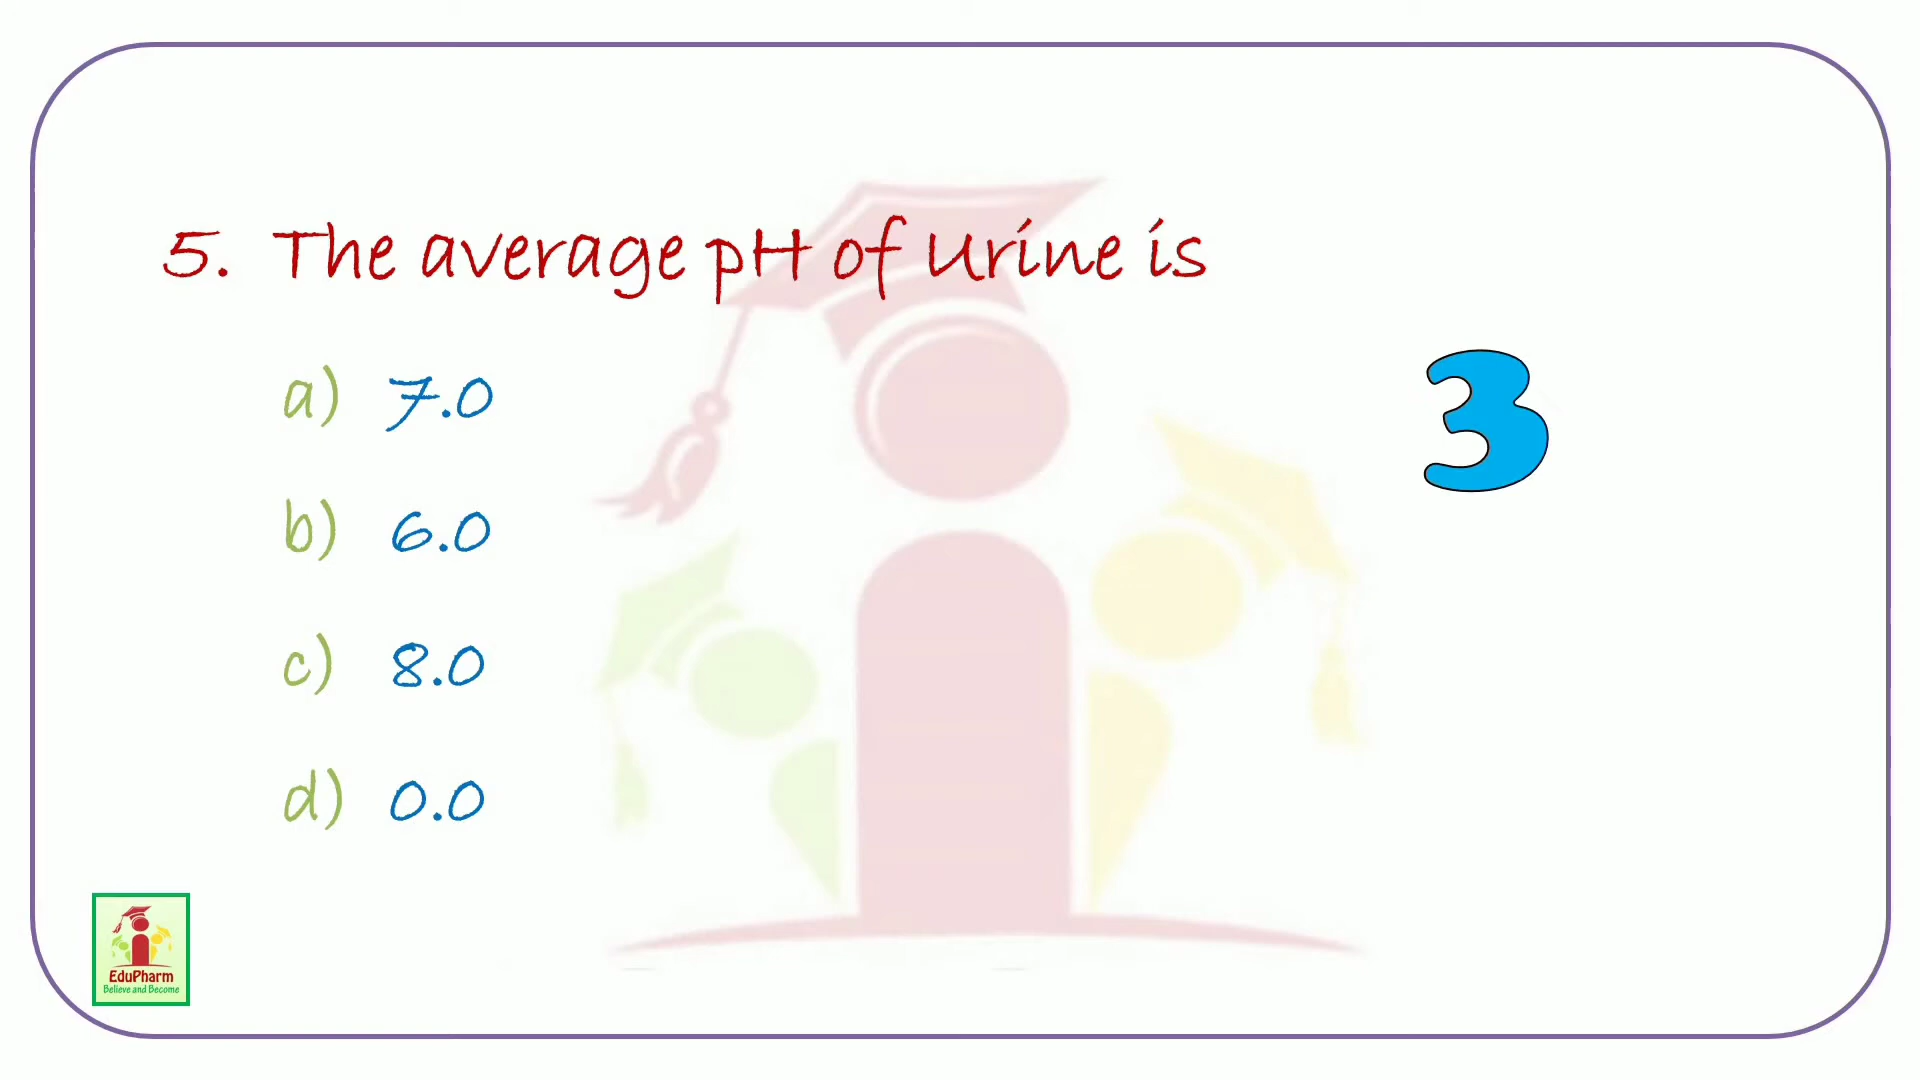 5. The average pH of Urine is
a) 7.0
b) 6.0
c) 8.0
d) 0.0
3
EduPharm
Believe and Become